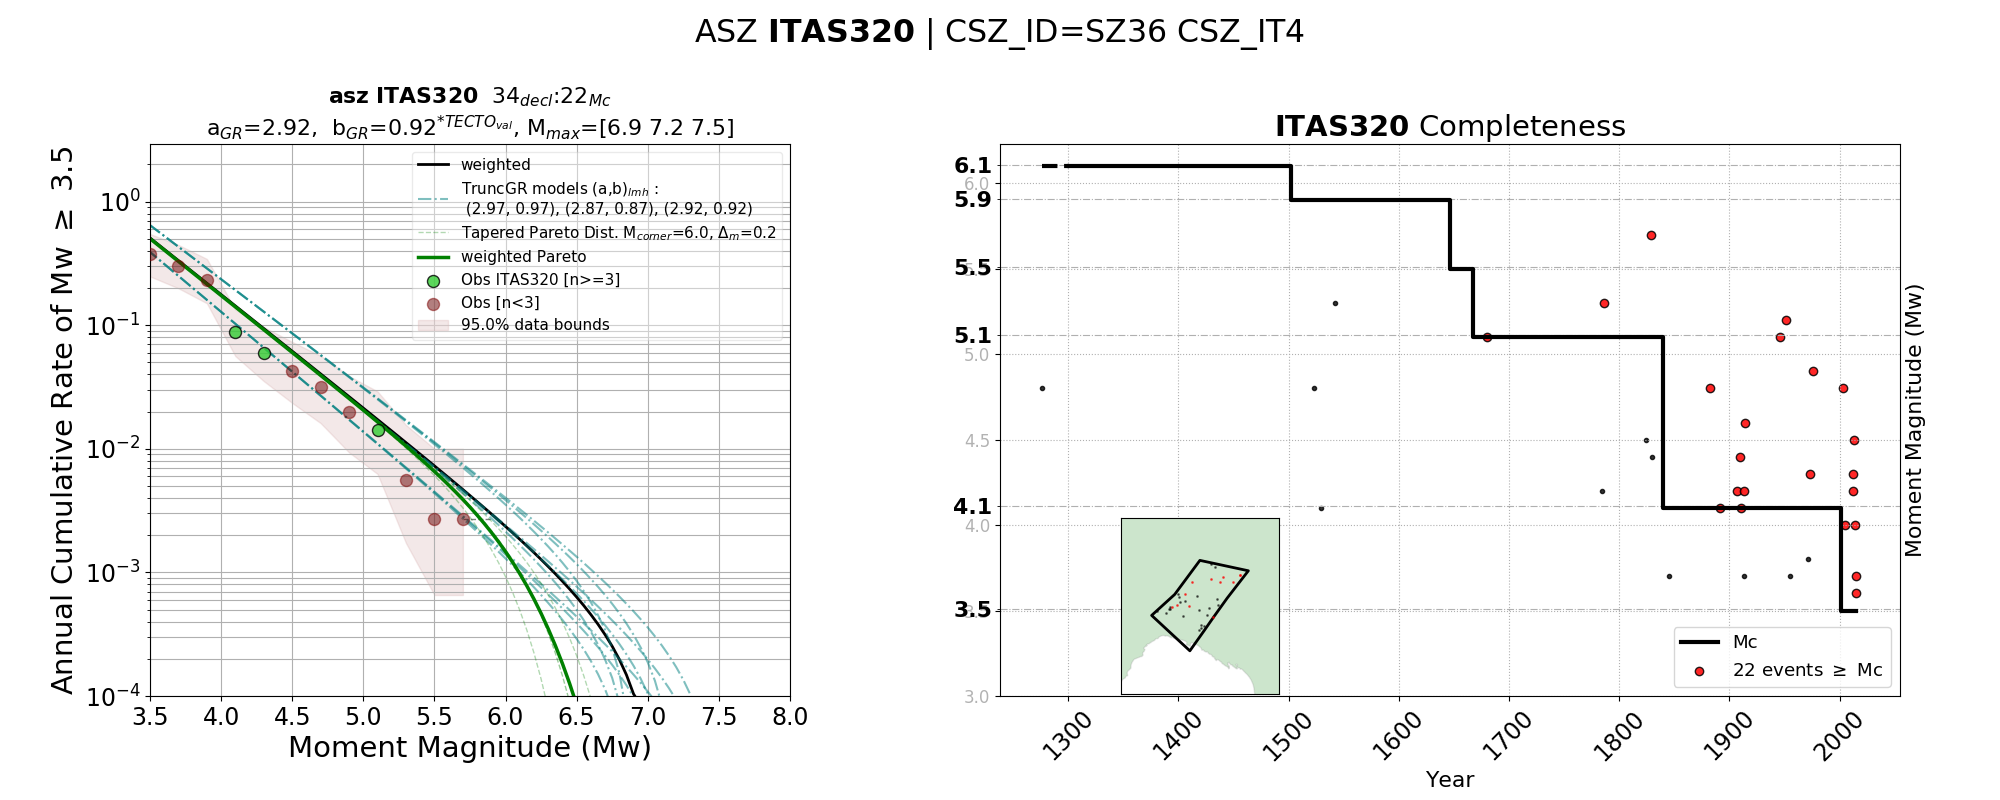 ASZ ITAS320 | CSZ_ID=SZ36 CSZ_IT4
asz ITAS320 34decl:22Mc
aGR=2.92, bGR=0.92*TECTOval, Mmax=[6.9 7.2 7.5]
Annual Cumulative Rate of Mw ≥ 3.5
10^0
10^−1
10^−2
10^−3
10^−4
weighted
TruncGR models (a,b)lmh :
(2.97, 0.97), (2.87, 0.87), (2.92, 0.92)
Tapered Pareto Dist. Mcorner=6.0, Δm=0.2
weighted Pareto
Obs ITAS320 [n>=3]
Obs [n<3]
95.0% data bounds
3.5 4.0 4.5 5.0 5.5 6.0 6.5 7.0 7.5 8.0
Moment Magnitude (Mw)
ITAS320 Completeness
6.1
6.0
5.9
5.5
5.1
5.0
4.5
4.1
4.0
3.5
3.0
Mc
22 events ≥ Mc
Moment Magnitude (Mw)
1300 1400 1500 1600 1700 1800 1900 2000
Year